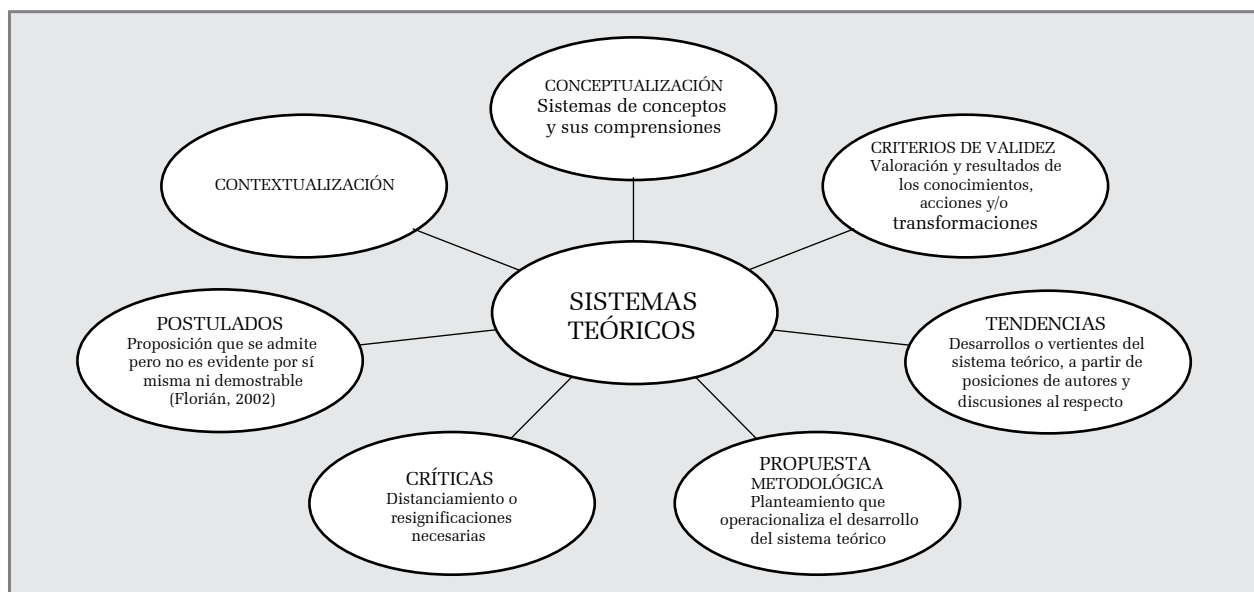 CONCEPTUALIZACIÓN
Sistemas de conceptos
y sus comprensiones
CRITERIOS DE VALIDEZ
Valoración y resultados de
los conocimientos,
acciones y/o
transformaciones
CONTEXTUALIZACIÓN
SISTEMAS
TEÓRICOS
POSTULADOS
Proposición que se admite
pero no es evidente por sí
misma ni demostrable
(Florián, 2002)
TENDENCIAS
Desarrollos o vertientes del
sistema teórico, a partir de
posiciones de autores y
discusiones al respecto
CRÍTICAS
Distanciamiento o
resignificaciones
necesarias
PROPUESTA
METODOLÓGICA
Planteamiento que
operacionaliza el desarrollo
del sistema teórico